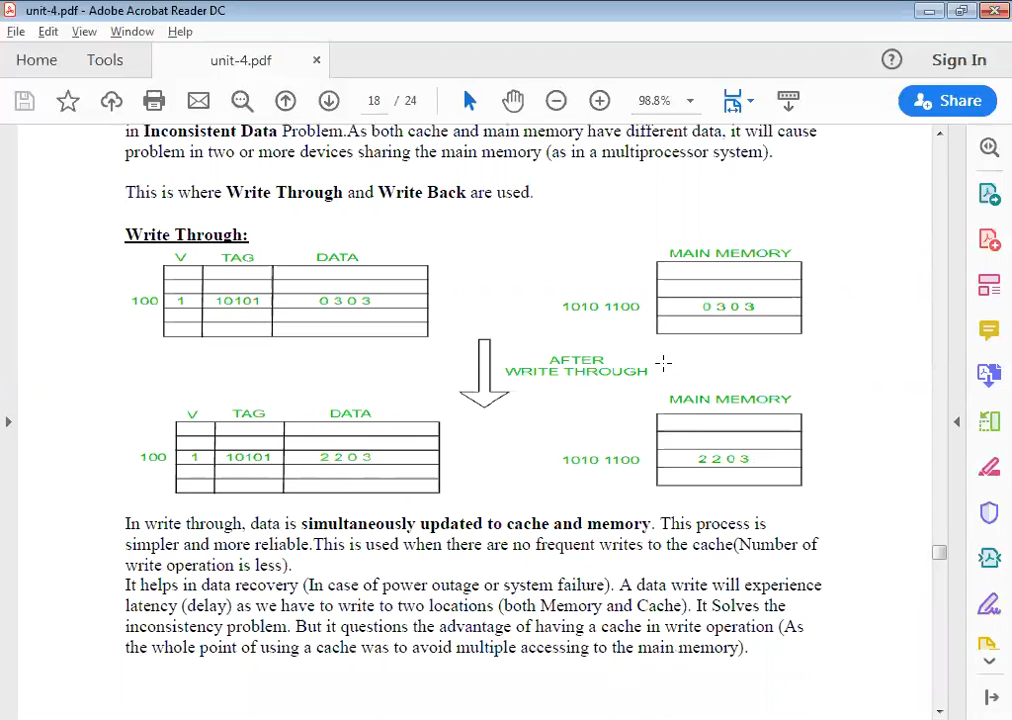 unit-4.pdf - Adobe Acrobat Reader DC
File Edit View Window Help
Home Tools unit-4.pdf × Sign In
18 / 24 98.8% Share
in Inconsistent Data Problem.As both cache and main memory have different data, it will cause
problem in two or more devices sharing the main memory (as in a multiprocessor system).
This is where Write Through and Write Back are used.
Write Through:
V TAG DATA MAIN MEMORY
100 1 10101 0 3 0 3 1010 1100 0 3 0 3
AFTER
WRITE THROUGH
V TAG DATA MAIN MEMORY
100 1 10101 2 2 0 3 1010 1100 2 2 0 3
In write through, data is simultaneously updated to cache and memory. This process is
simpler and more reliable.This is used when there are no frequent writes to the cache(Number of
write operation is less).
It helps in data recovery (In case of power outage or system failure). A data write will experience
latency (delay) as we have to write to two locations (both Memory and Cache). It Solves the
inconsistency problem. But it questions the advantage of having a cache in write operation (As
the whole point of using a cache was to avoid multiple accessing to the main memory).